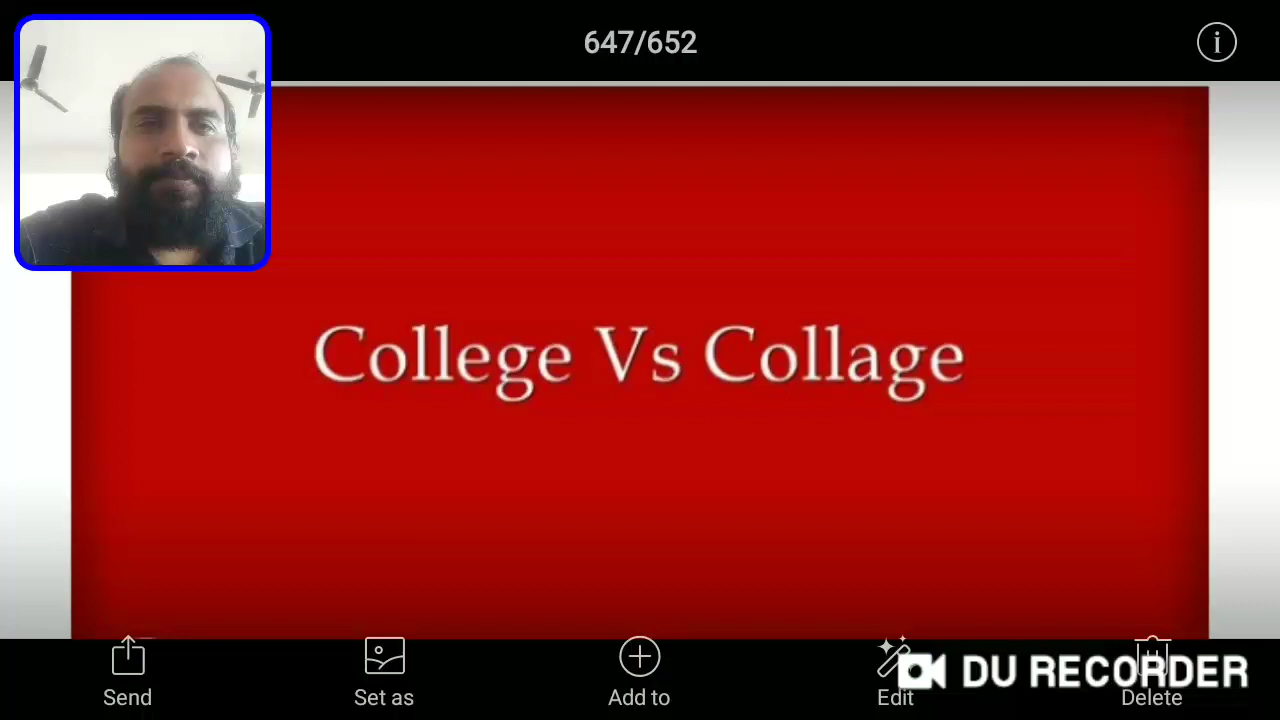 647/652
College Vs Collage
Send
Set as
Add to
Edit
Delete
DU RECORDER